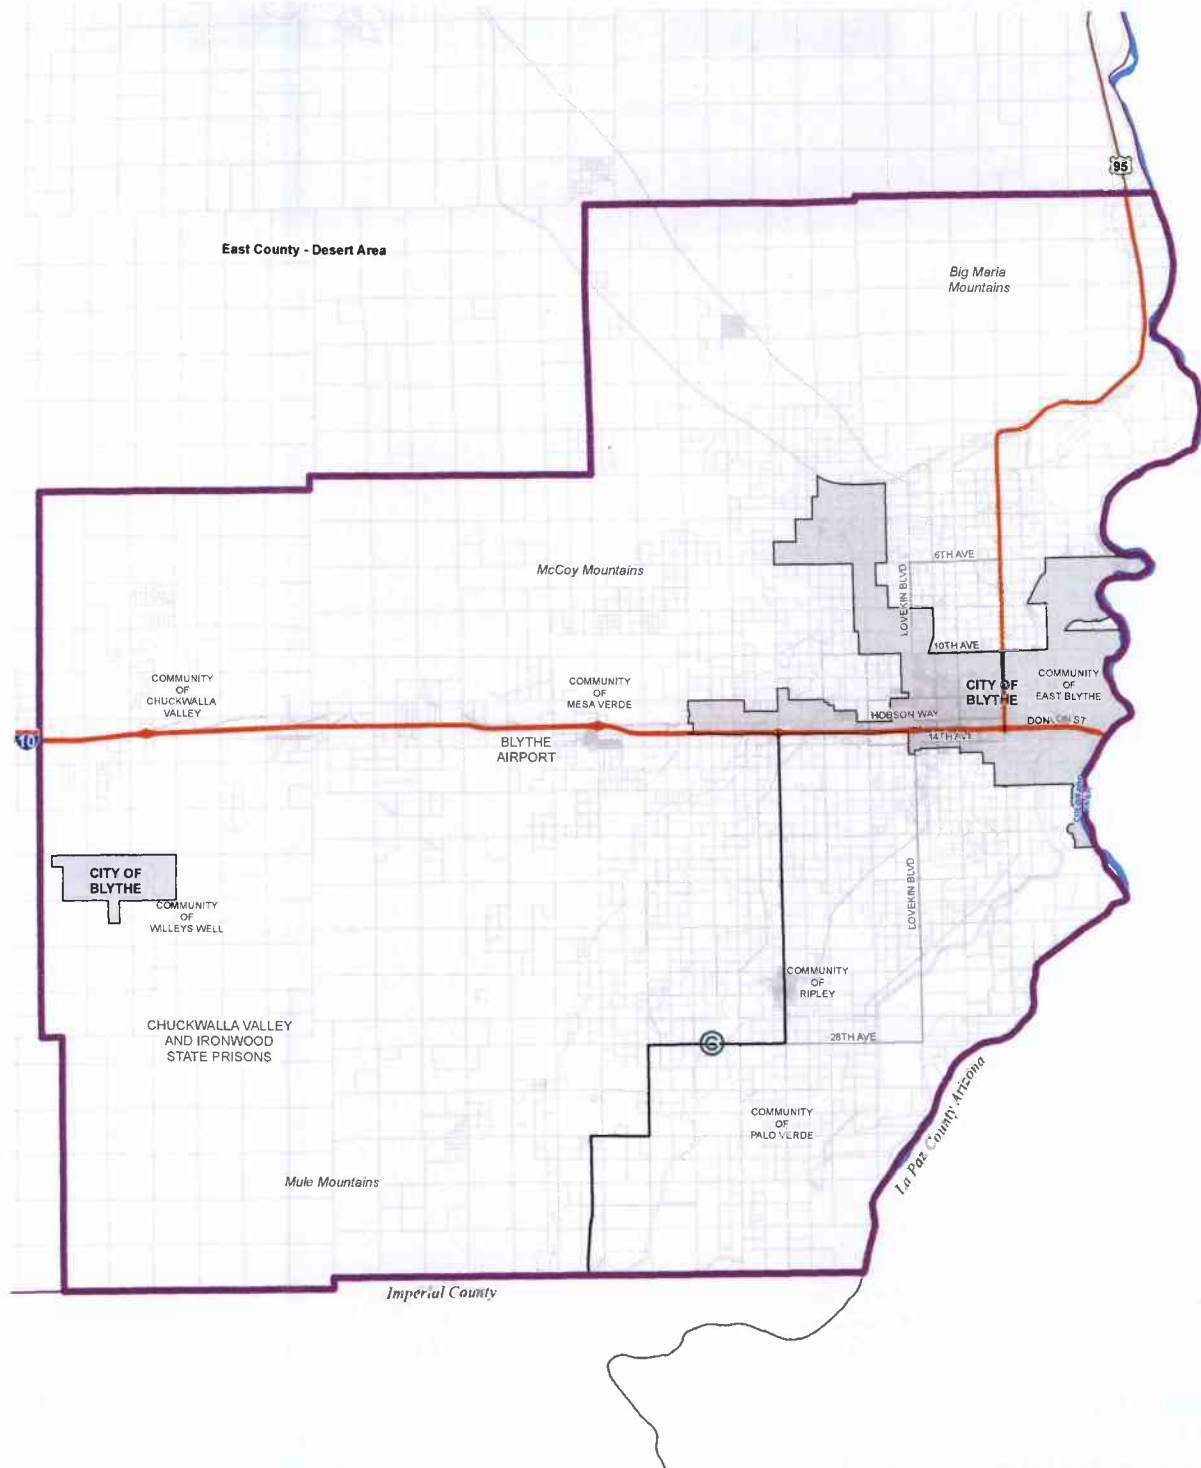 95
East County - Desert Area
Big Maria
Mountains
McCoy Mountains
6TH AVE
LOVEKIN BLVD
10TH AVE
COMMUNITY
OF
CHUCKWALLA
VALLEY
COMMUNITY
OF
MESA VERDE
CITY OF
BLYTHE
COMMUNITY
OF
EAST BLYTHE
HOBSON WAY
DONLON ST
14TH AVE
10
BLYTHE
AIRPORT
COLORADO
CITY OF
BLYTHE
COMMUNITY
OF
WILLEYS WELL
LOVEKIN BLVD
COMMUNITY
OF
RIPLEY
CHUCKWALLA VALLEY
AND IRONWOOD
STATE PRISONS
G
28TH AVE
COMMUNITY
OF
PALO VERDE
La Paz County Arizona
Mule Mountains
Imperial County